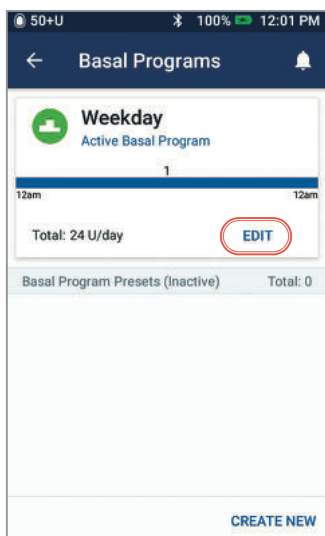 50+U 100% 12:01 PM
Basal Programs
Weekday
Active Basal Program
1
12am 12am
Total: 24 U/day EDIT
Basal Program Presets (Inactive) Total: 0
CREATE NEW